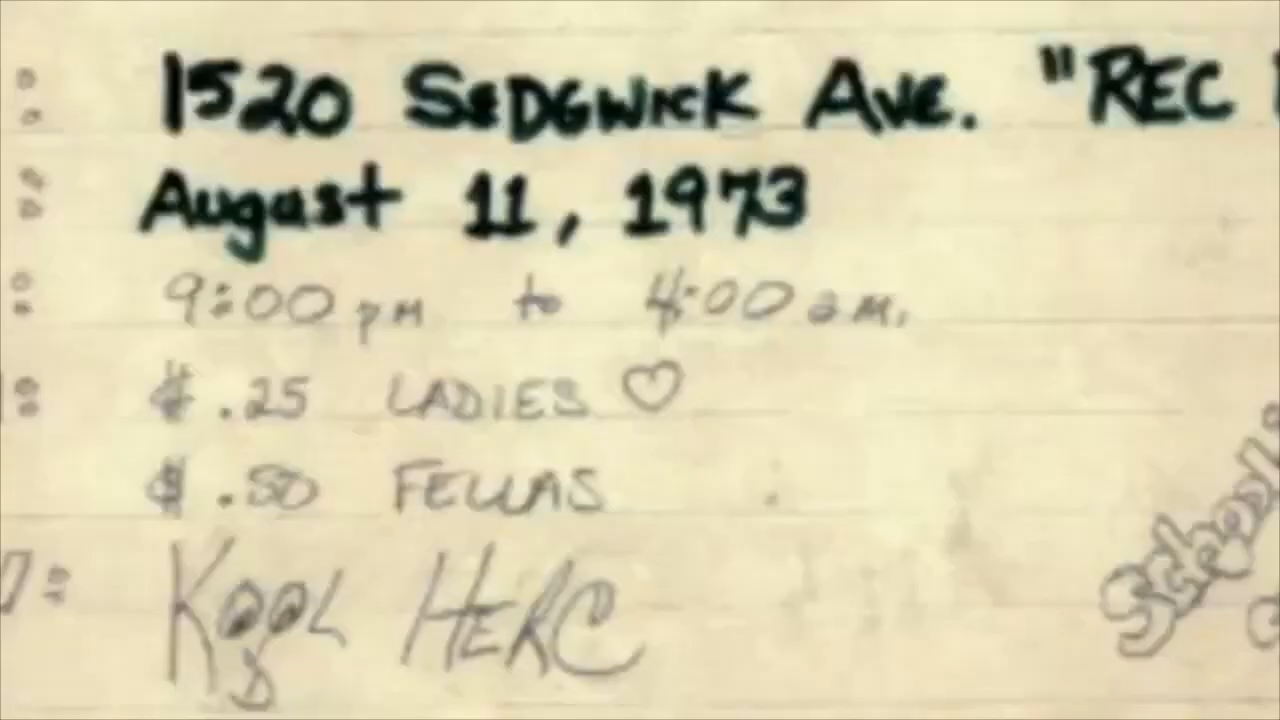 1520 SEDGWICK AVE. "REC
August 11, 1973
9:00 pm to 4:00 a.m.
$ .25 LADIES ♡
$ .50 FELLAS
KOOL HERC